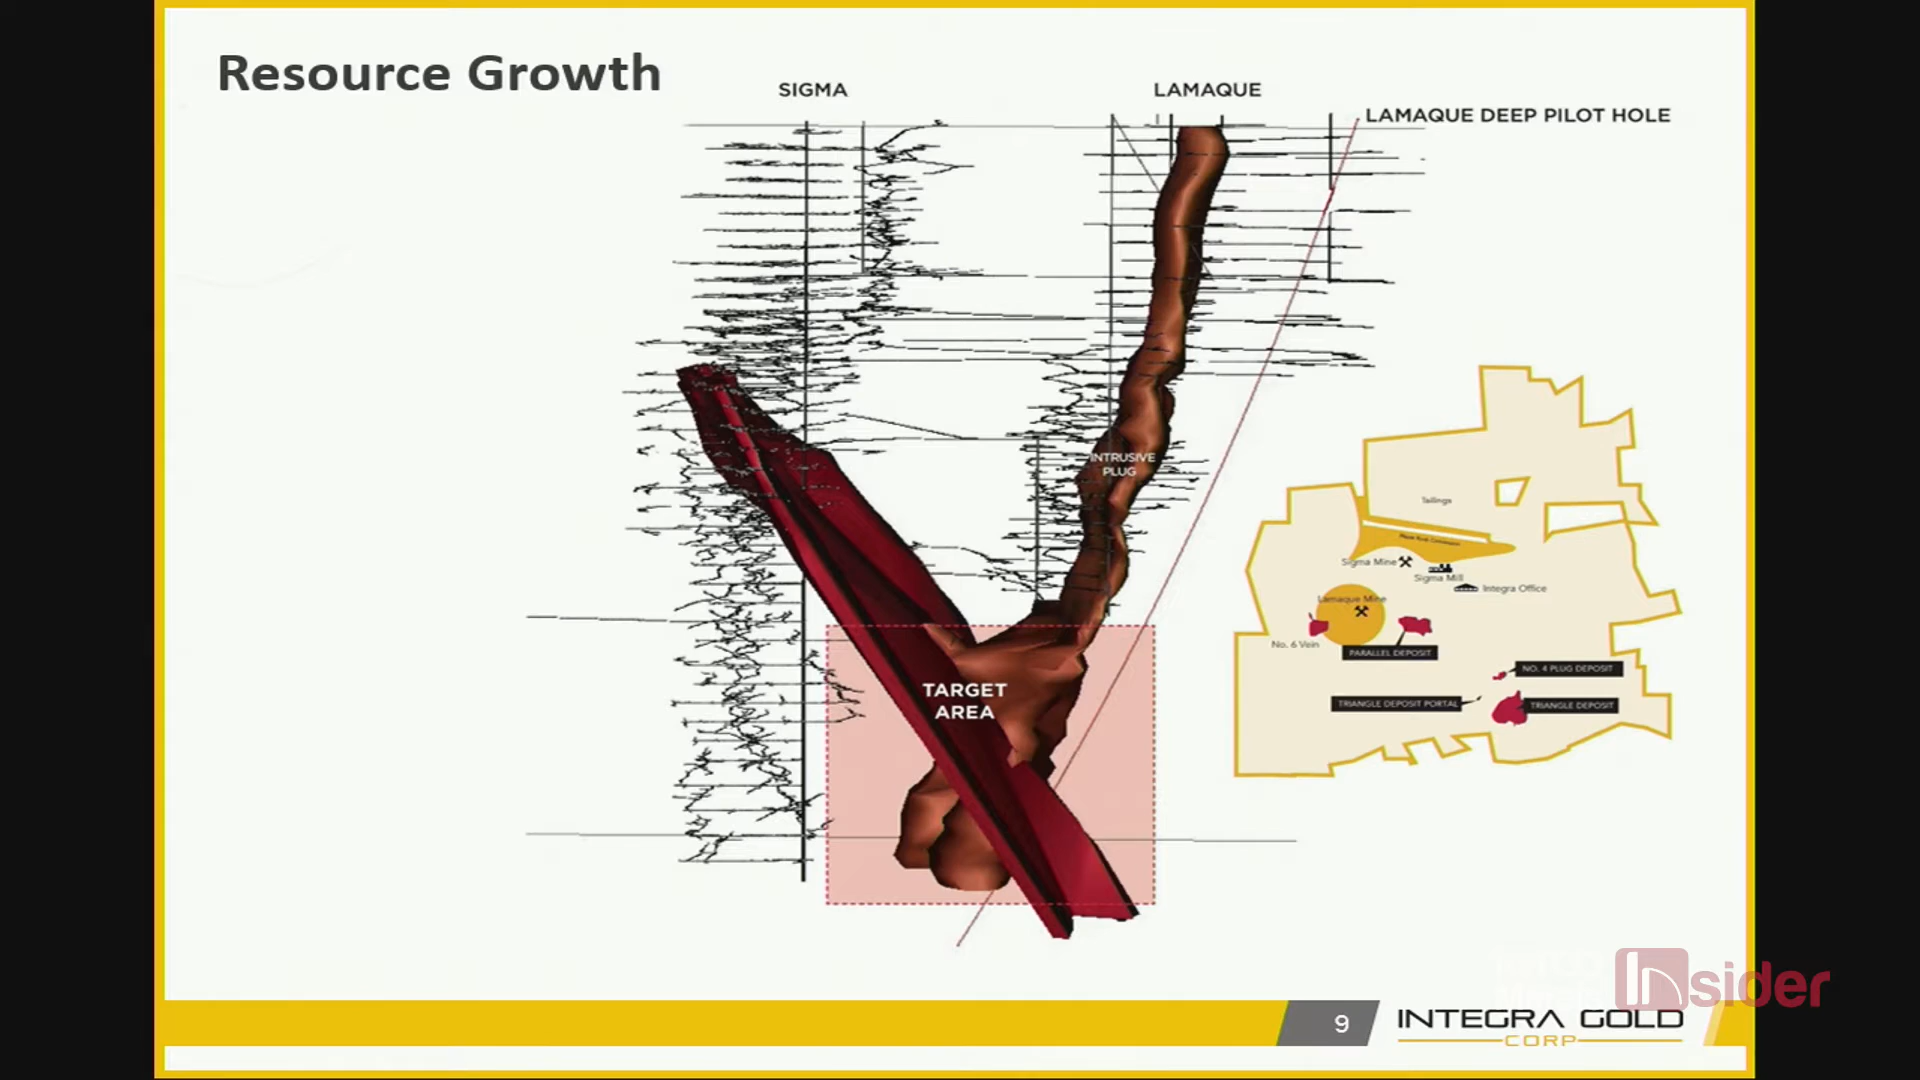 Resource Growth
SIGMA
LAMAQUE
LAMAQUE DEEP PILOT HOLE
INTRUSIVE
PLUG
TARGET
AREA
Tailings
Sigma Mine
Sigma Mill
Integra Office
Lamaque Mine
No. 6 Vein
PARALLEL DEPOSIT
NO. 4 PLUG DEPOSIT
TRIANGLE DEPOSIT PORTAL
TRIANGLE DEPOSIT
Insider
9
INTEGRA GOLD
CORP